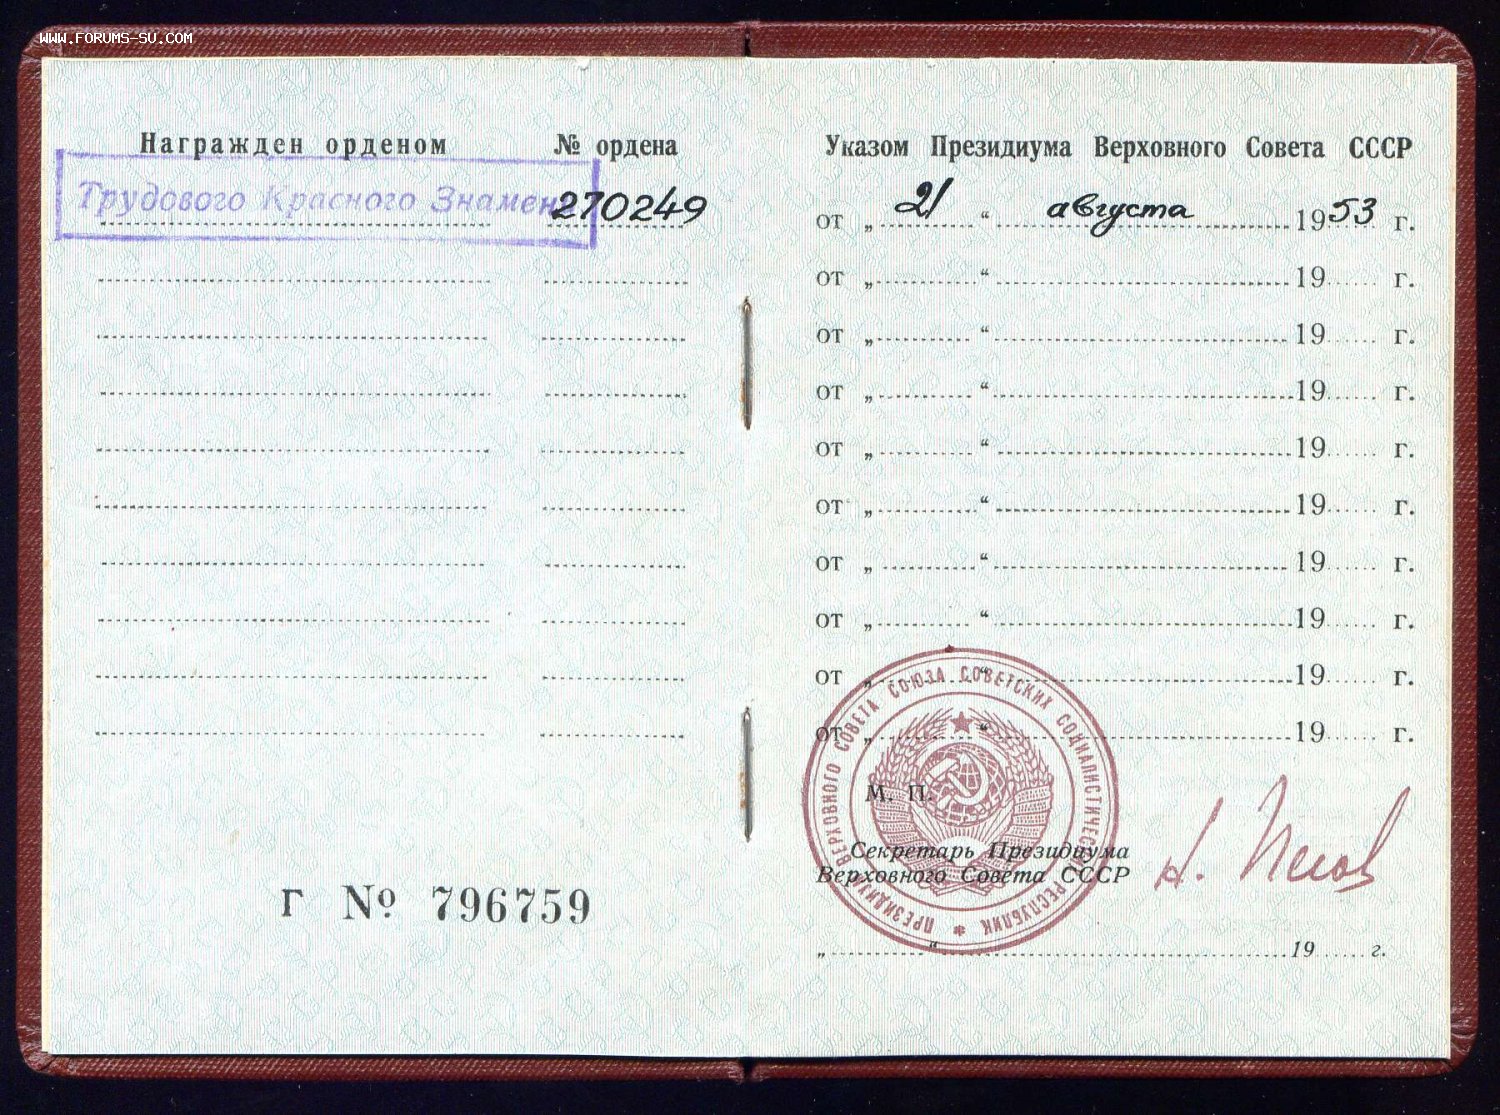 WWW.FORUMS-SU.COM
Награжден орденом № ордена
Трудового Красного Знамени 270249
Г № 796759
Указом Президиума Верховного Совета СССР
от „ 21 “ августа 1953 г.
от „ “ 19 г.
от „ “ 19 г.
от „ “ 19 г.
от „ “ 19 г.
от „ “ 19 г.
от „ “ 19 г.
от „ “ 19 г.
от „ “ 19 г.
от „ “ 19 г.
ПРЕЗИДИУМ ВЕРХОВНОГО СОВЕТА СОЮЗА СОВЕТСКИХ СОЦИАЛИСТИЧЕСКИХ РЕСПУБЛИК
М. П.
Секретарь Президиума
Верховного Совета СССР
Н. Пегов
„ “ 19 г.